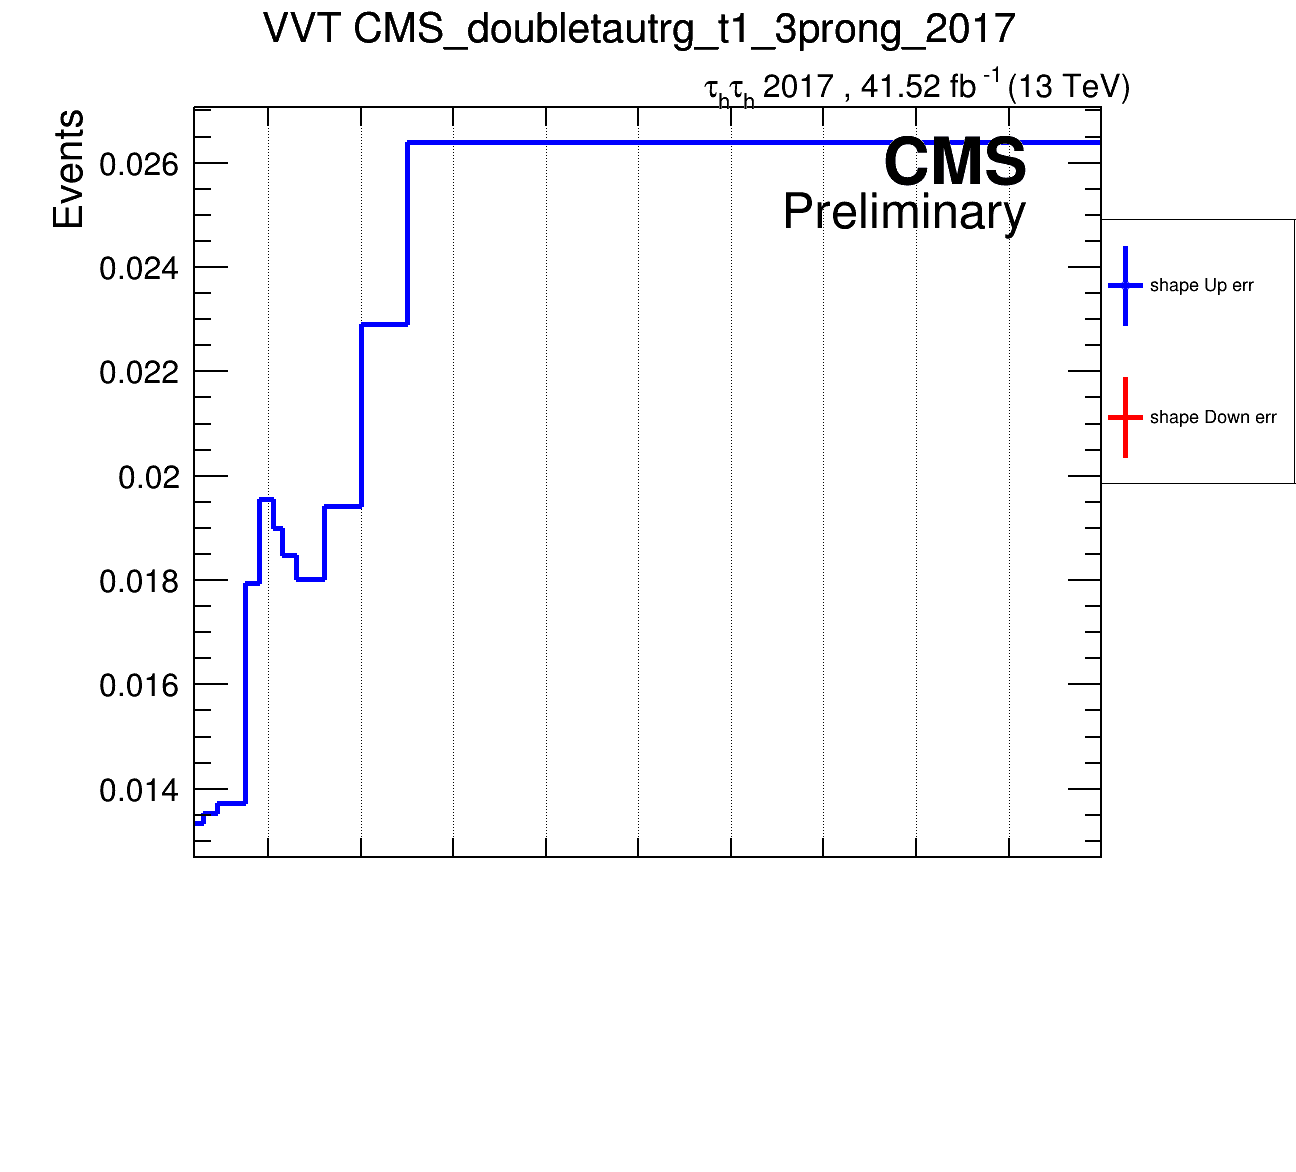 VVT CMS_doubletautrg_t1_3prong_2017
τhτh 2017 , 41.52 fb -1 (13 TeV)
Events
CMS
Preliminary
0.026
0.024
0.022
0.02
0.018
0.016
0.014
shape Up err
shape Down err